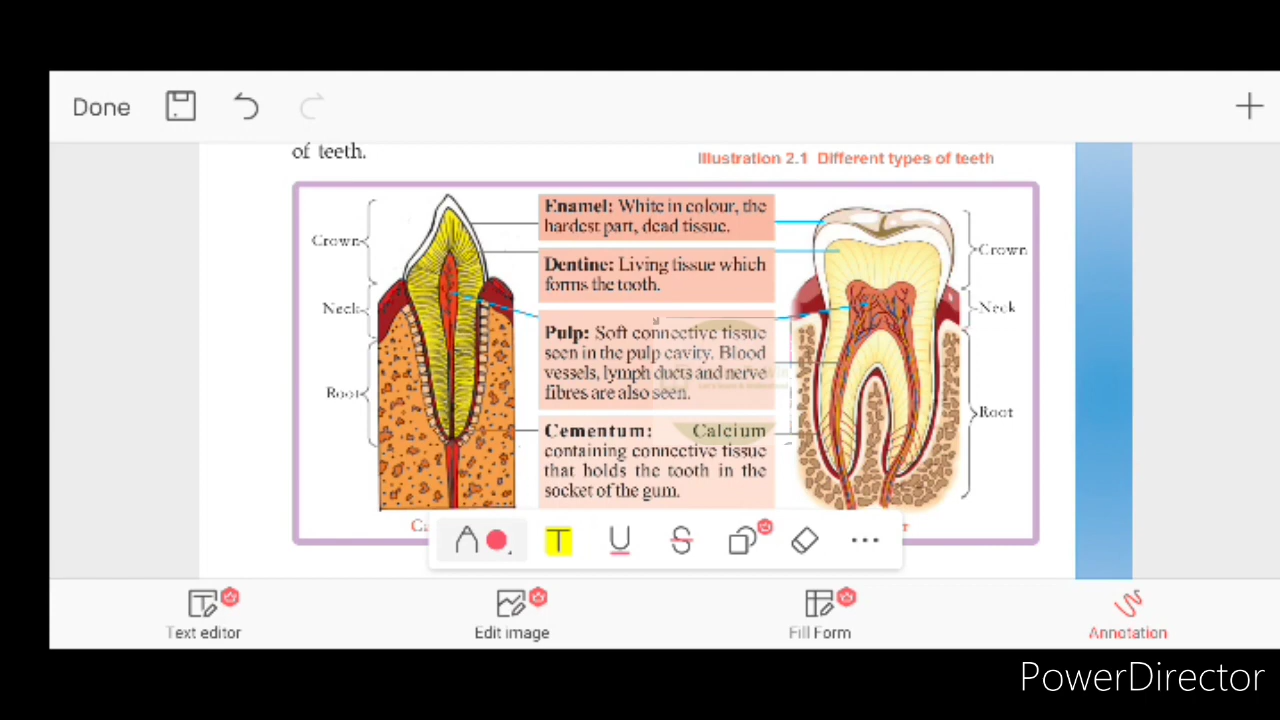 Done
of teeth.
Illustration 2.1 Different types of teeth
Crown
Neck
Root
Enamel: White in colour, the
hardest part, dead tissue.
Dentine: Living tissue which
forms the tooth.
Pulp: Soft connective tissue
seen in the pulp cavity. Blood
vessels, lymph ducts and nerve
fibres are also seen.
Cementum: Calcium
containing connective tissue
that holds the tooth in the
socket of the gum.
Crown
Neck
Root
Text editor
Edit image
Fill Form
Annotation
PowerDirector